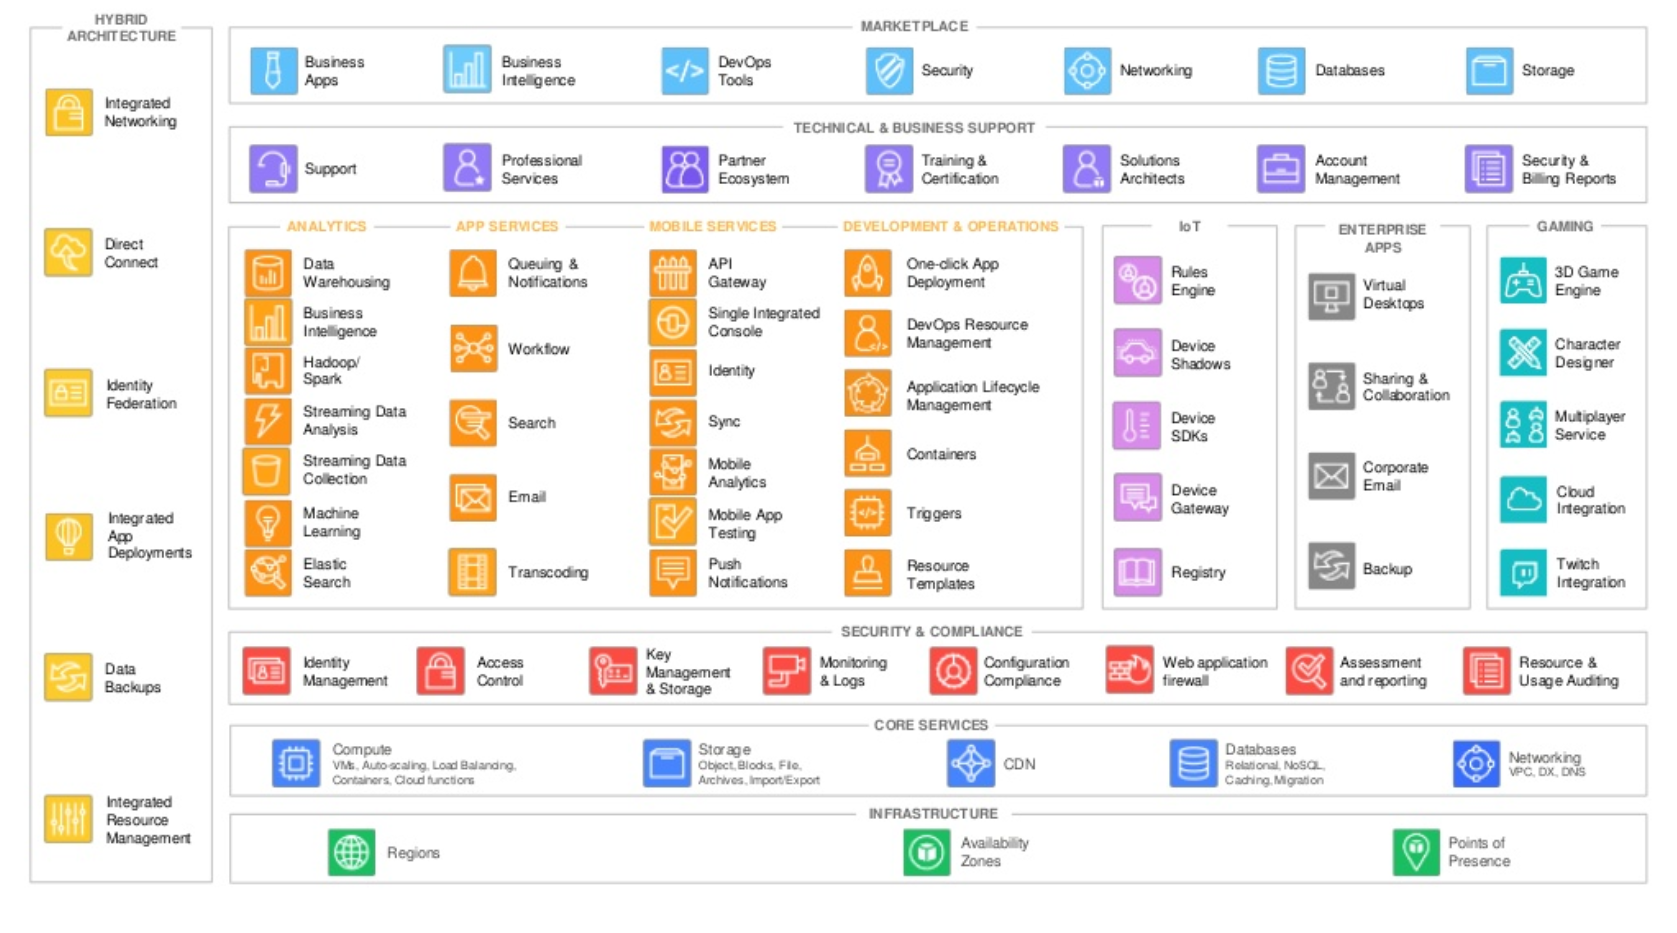 HYBRID
ARCHITECTURE
Integrated
Networking
Direct
Connect
Identity
Federation
Integrated
App
Deployments
Data
Backups
Integrated
Resource
Management
MARKETPLACE
Business
Apps
Business
Intelligence
DevOps
Tools
Security
Networking
Databases
Storage
TECHNICAL & BUSINESS SUPPORT
Support
Professional
Services
Partner
Ecosystem
Training &
Certification
Solutions
Architects
Account
Management
Security &
Billing Reports
ANALYTICS
Data
Warehousing
Business
Intelligence
Hadoop/
Spark
Streaming Data
Analysis
Streaming Data
Collection
Machine
Learning
Elastic
Search
APP SERVICES
Queuing &
Notifications
Workflow
Search
Email
Transcoding
MOBILE SERVICES
API
Gateway
Single Integrated
Console
Identity
Sync
Mobile
Analytics
Mobile App
Testing
Push
Notifications
DEVELOPMENT & OPERATIONS
One-click App
Deployment
DevOps Resource
Management
Application Lifecycle
Management
Containers
Triggers
Resource
Templates
IoT
Rules
Engine
Device
Shadows
Device
SDKs
Device
Gateway
Registry
ENTERPRISE
APPS
Virtual
Desktops
Sharing &
Collaboration
Corporate
Email
Backup
GAMING
3D Game
Engine
Character
Designer
Multiplayer
Service
Cloud
Integration
Twitch
Integration
SECURITY & COMPLIANCE
Identity
Management
Access
Control
Key
Management
& Storage
Monitoring
& Logs
Configuration
Compliance
Web application
firewall
Assessment
and reporting
Resource &
Usage Auditing
CORE SERVICES
Compute
VMs, Auto-scaling, Load Balancing,
Containers, Cloud functions
Storage
Object, Blocks, File,
Archives, Import/Export
CDN
Databases
Relational, NoSQL,
Caching, Migration
Networking
VPC, DX, DNS
INFRASTRUCTURE
Regions
Availability
Zones
Points of
Presence